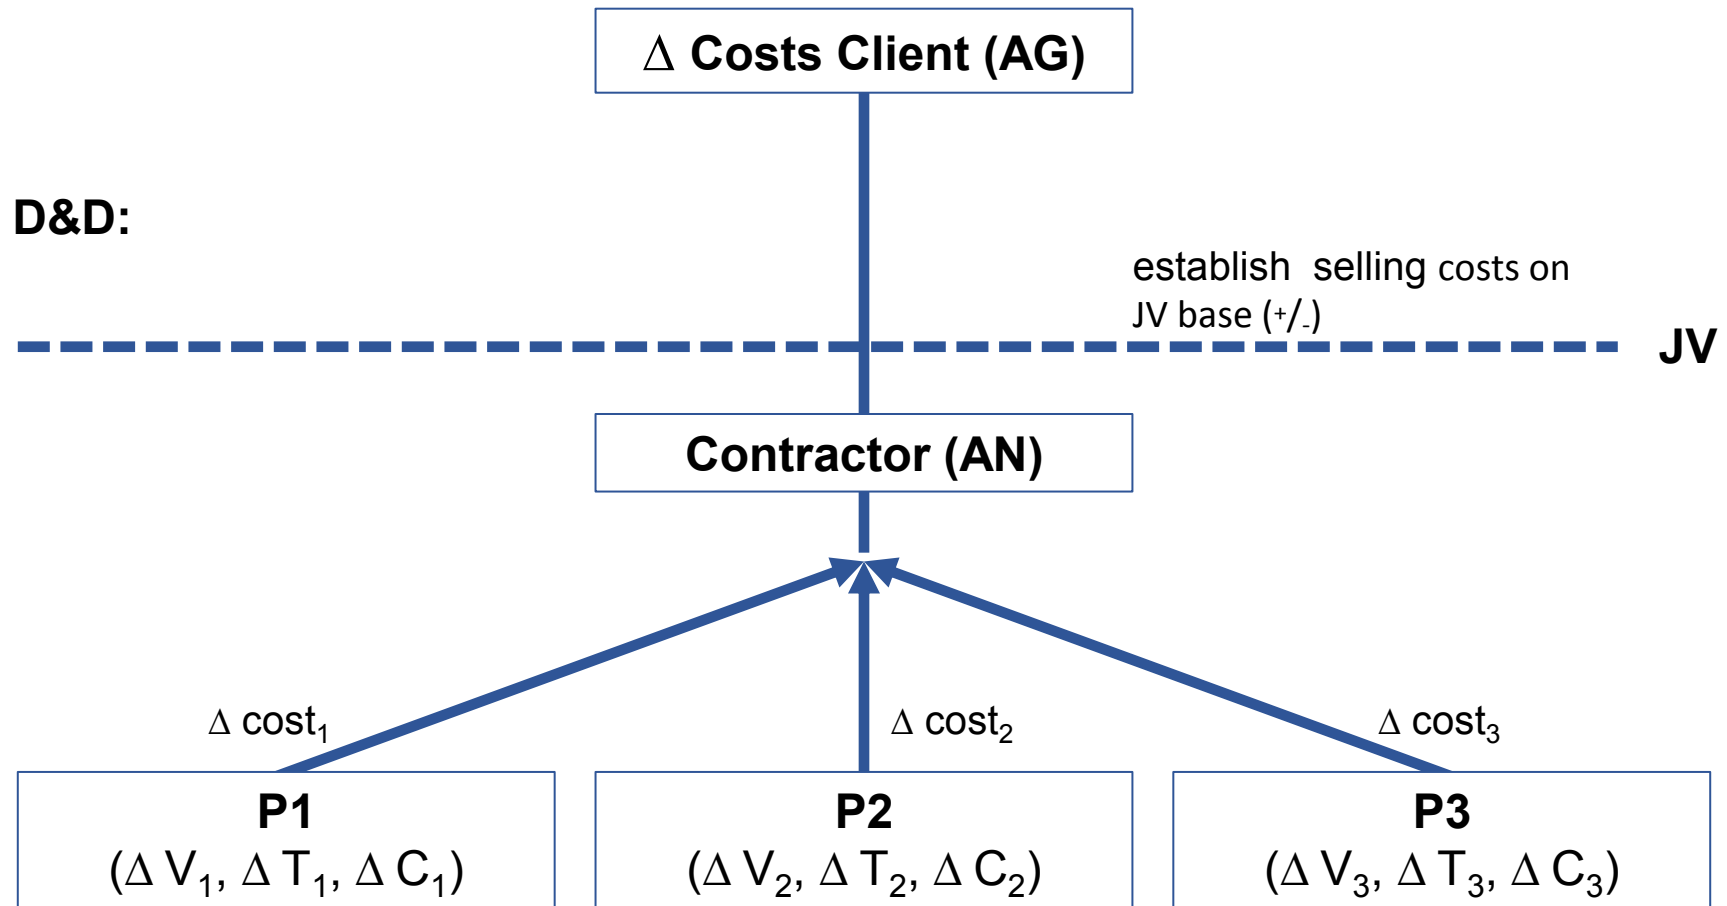 Δ Costs Client (AG)
D&D:
establish selling costs on
JV base (+/-)
JV
Contractor (AN)
Δ cost₁
Δ cost₂
Δ cost₃
P1
(Δ V₁, Δ T₁, Δ C₁)
P2
(Δ V₂, Δ T₂, Δ C₂)
P3
(Δ V₃, Δ T₃, Δ C₃)